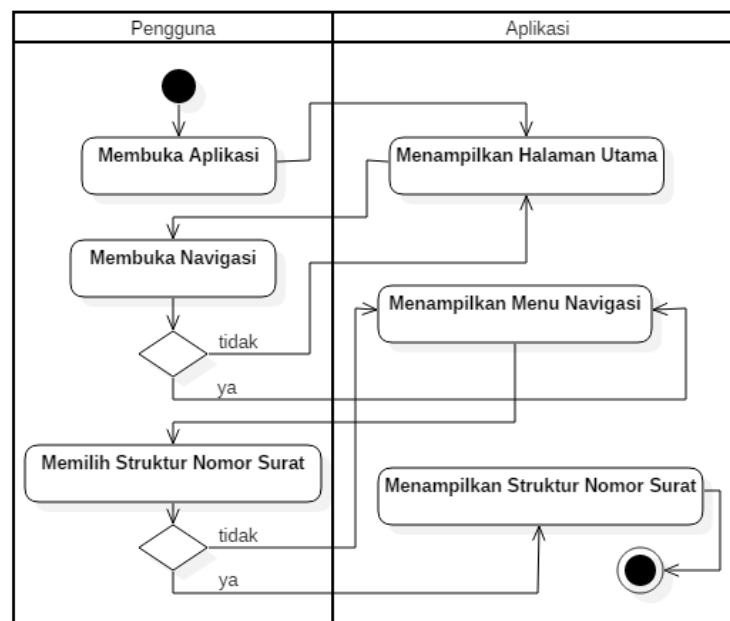 Pengguna
Aplikasi
Membuka Aplikasi
Menampilkan Halaman Utama
Membuka Navigasi
Menampilkan Menu Navigasi
tidak
ya
Memilih Struktur Nomor Surat
Menampilkan Struktur Nomor Surat
tidak
ya